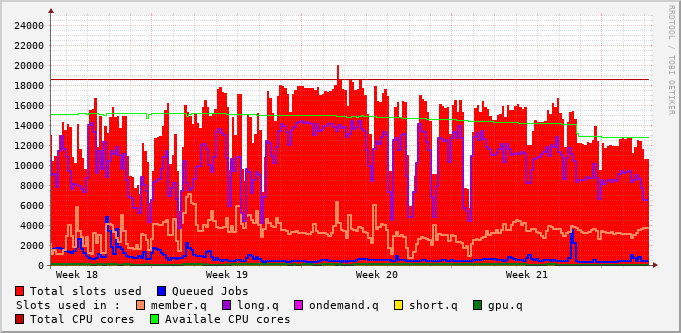 24000
22000
20000
18000
16000
14000
12000
10000
8000
6000
4000
2000
0
Week 18 Week 19 Week 20 Week 21
Total slots used Queued Jobs
Slots used in : member.q long.q ondemand.q short.q gpu.q
Total CPU cores Availale CPU cores
RRDTOOL / TOBI OETIKER